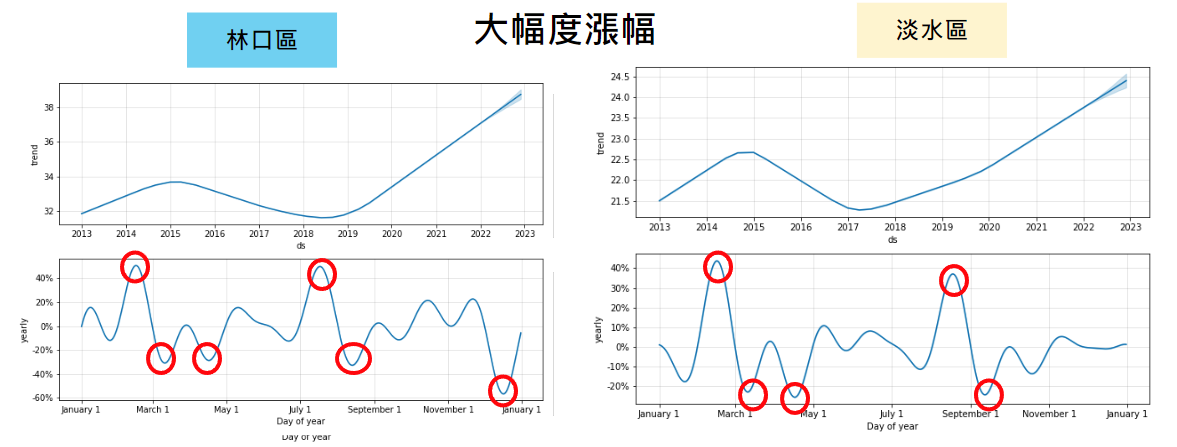 林口區
大幅度漲幅
淡水區
38
36
34
32
trend
2013 2014 2015 2016 2017 2018 2019 2020 2021 2022 2023
ds
40%
20%
0%
-20%
-40%
-60%
yearly
January 1 March 1 May 1 July 1 September 1 November 1 January 1
Day of year
Day of year
24.5
24.0
23.5
23.0
22.5
22.0
21.5
trend
2013 2014 2015 2016 2017 2018 2019 2020 2021 2022 2023
ds
40%
30%
20%
10%
0%
-10%
-20%
yearly
January 1 March 1 May 1 July 1 September 1 November 1 January 1
Day of year